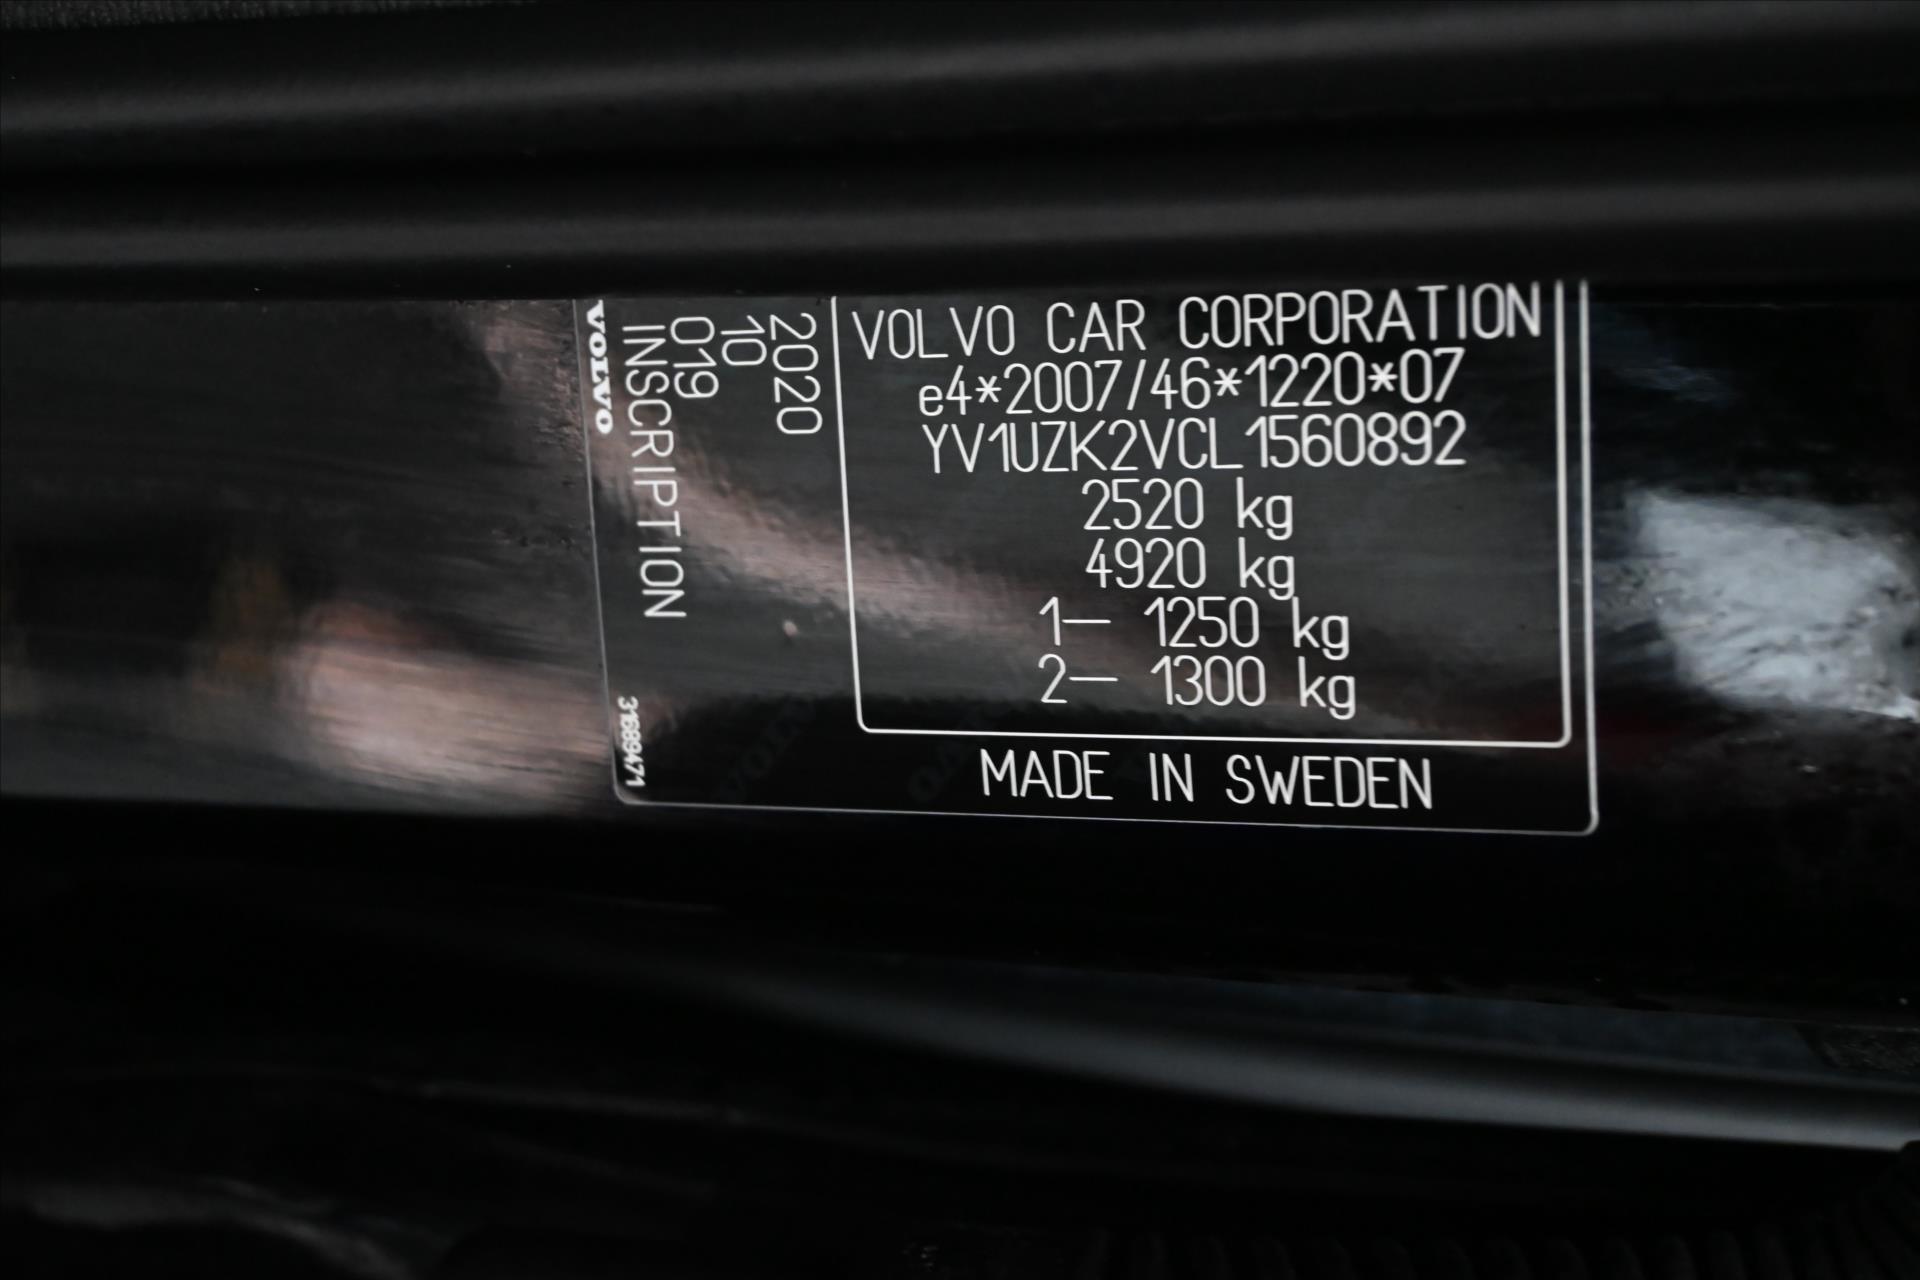 VOLVO CAR CORPORATION
e4*2007/46*1220*07
YV1UZK2VCL1560892
2520 kg
4920 kg
1— 1250 kg
2— 1300 kg
MADE IN SWEDEN
2020
10
019
INSCRIPTION
VOLVO
31689471